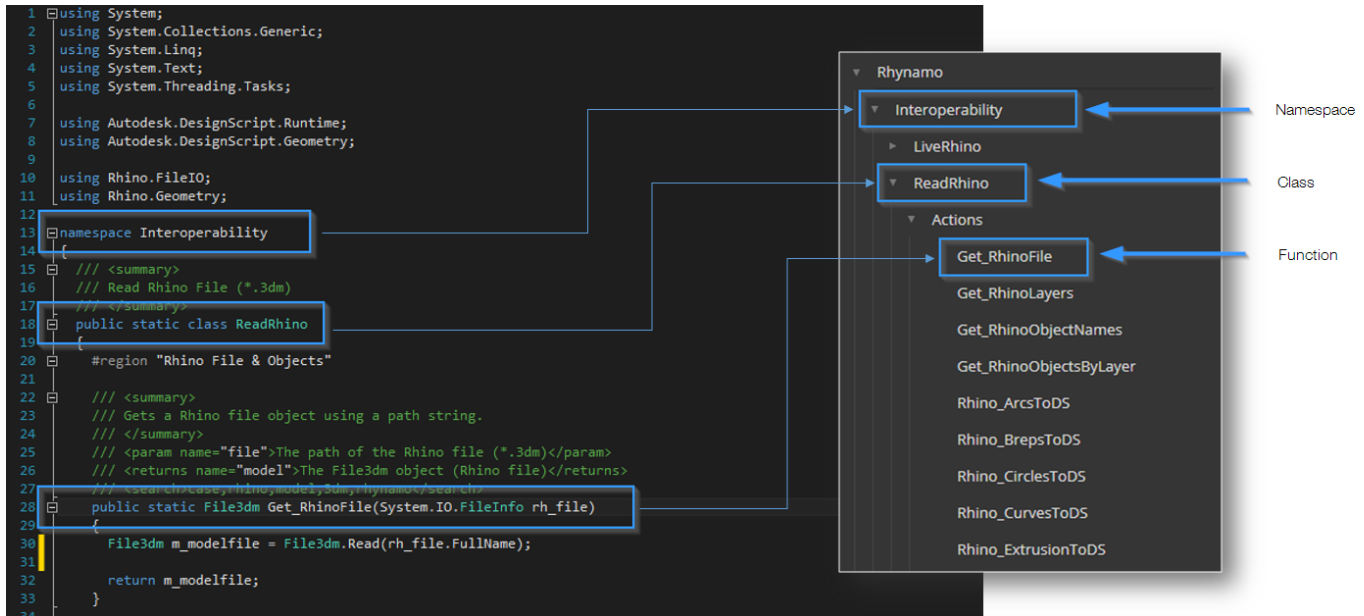 1 using System;
2 using System.Collections.Generic;
3 using System.Linq;
4 using System.Text;
5 using System.Threading.Tasks;
6
7 using Autodesk.DesignScript.Runtime;
8 using Autodesk.DesignScript.Geometry;
9
10 using Rhino.FileIO;
11 using Rhino.Geometry;
12
13 namespace Interoperability
14 {
15 /// <summary>
16 /// Read Rhino File (*.3dm)
17 /// </summary>
18 public static class ReadRhino
19 {
20 #region "Rhino File & Objects"
21
22 /// <summary>
23 /// Gets a Rhino file object using a path string.
24 /// </summary>
25 /// <param name="file">The path of the Rhino file (*.3dm)</param>
26 /// <returns name="model">The File3dm object (Rhino file)</returns>
27 /// <search>case,rhino,model,3dm,rhynamo</search>
28 public static File3dm Get_RhinoFile(System.IO.FileInfo rh_file)
29 {
30 File3dm m_modelfile = File3dm.Read(rh_file.FullName);
31
32 return m_modelfile;
33 }
34
Rhynamo
Interoperability
LiveRhino
ReadRhino
Actions
Get_RhinoFile
Get_RhinoLayers
Get_RhinoObjectNames
Get_RhinoObjectsByLayer
Rhino_ArcsToDS
Rhino_BrepsToDS
Rhino_CirclesToDS
Rhino_CurvesToDS
Rhino_ExtrusionToDS
Namespace
Class
Function